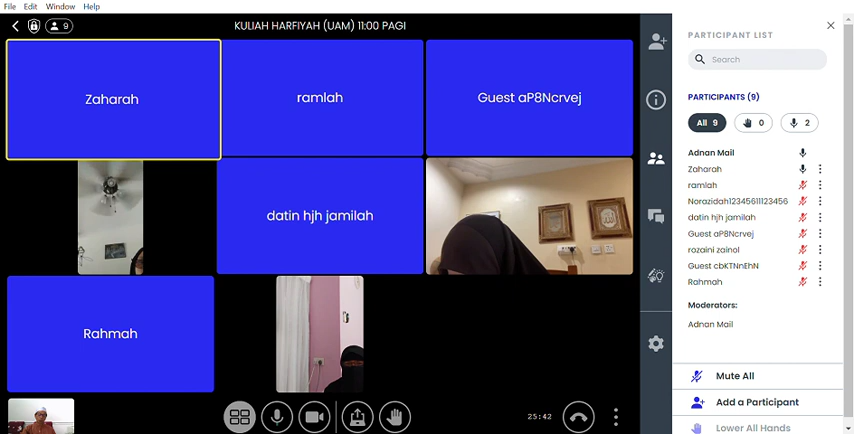 File Edit Window Help
9
KULIAH HARFIYAH (UAM) 11:00 PAGI
Zaharah
ramlah
Guest aP8Ncrvej
datin hjh jamilah
Rahmah
25:42
PARTICIPANT LIST
Search
PARTICIPANTS (9)
All 9 0 2
Adnan Mail
Zaharah
ramlah
Norazidah12345611123456
datin hjh jamilah
Guest aP8Ncrvej
rozaini zainol
Guest cbKTNnEhN
Rahmah
Moderators:
Adnan Mail
Mute All
Add a Participant
Lower All Hands